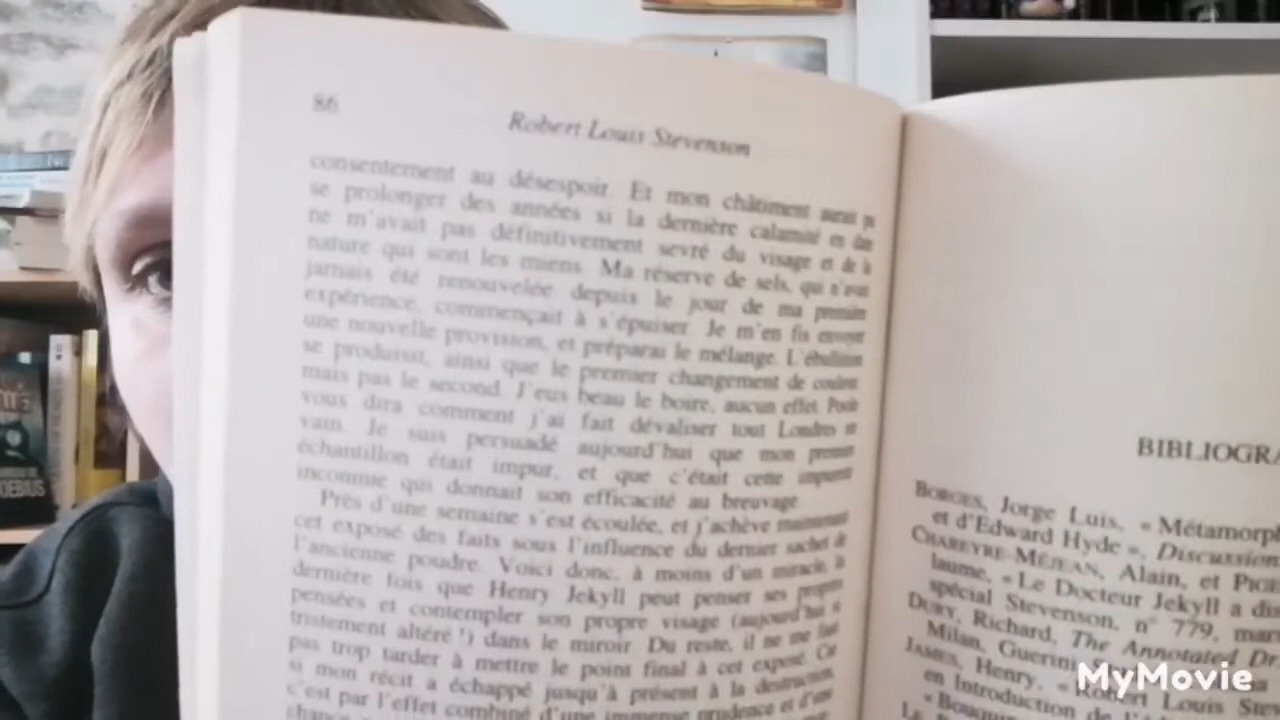 86
Robert Louis Stevenson
consentement au désespoir. Et mon châtiment aurait pu
se prolonger des années si la dernière calamité en date
ne m'avait pas définitivement sevré du visage et de la
nature qui sont les miens. Ma réserve de sels, qui n'avait
jamais été renouvelée depuis le jour de ma première
expérience, commençait à s'épuiser. Je m'en fis envoyer
une nouvelle provision, et préparai le mélange. L'ébullition
se produisit, ainsi que le premier changement de couleur,
mais pas le second. J'eus beau le boire, aucun effet. Poole
vous dira comment j'ai fait dévaliser tout Londres en
vain. Je suis persuadé aujourd'hui que mon premier
échantillon était impur, et que c'était cette impureté
inconnue qui donnait son efficacité au breuvage.
Près d'une semaine s'est écoulée, et j'achève maintenant
cet exposé des faits sous l'influence du dernier sachet de
l'ancienne poudre. Voici donc, à moins d'un miracle, la
dernière fois que Henry Jekyll peut penser ses propres
pensées et contempler son propre visage (aujourd'hui si
tristement altéré !) dans le miroir. Du reste, il ne me faut
pas trop tarder à mettre le point final à cet exposé. Car
si mon récit a échappé jusqu'à présent à la destruction,
c'est par l'effet combiné d'une immense prudence et d'une
BIBLIOGRA
BORGES, Jorge Luis, « Métamorph
et d'Edward Hyde », Discussion
CHAREYRE-MÉJEAN, Alain, et PIGE
laume, « Le Docteur Jekyll a dis
spécial Stevenson, n° 779, mar
DURY, Richard, The Annotated Dr
Milan, Guerini
JAMES, Henry, « Robert Louis Stev
en Introduction de
« Bouquin
MyMovie